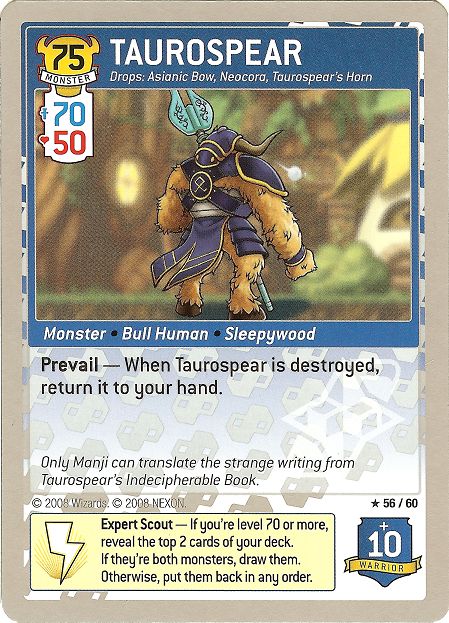 75
MONSTER
TAUROSPEAR
Drops: Asianic Bow, Neocora, Taurospear's Horn
70
50
Monster • Bull Human • Sleepywood
Prevail — When Taurospear is destroyed,
return it to your hand.
Only Manji can translate the strange writing from
Taurospear's Indecipherable Book.
© 2008 Wizards. © 2008 NEXON.
★ 56 / 60
Expert Scout — If you're level 70 or more,
reveal the top 2 cards of your deck.
If they're both monsters, draw them.
Otherwise, put them back in any order.
+
10
WARRIOR